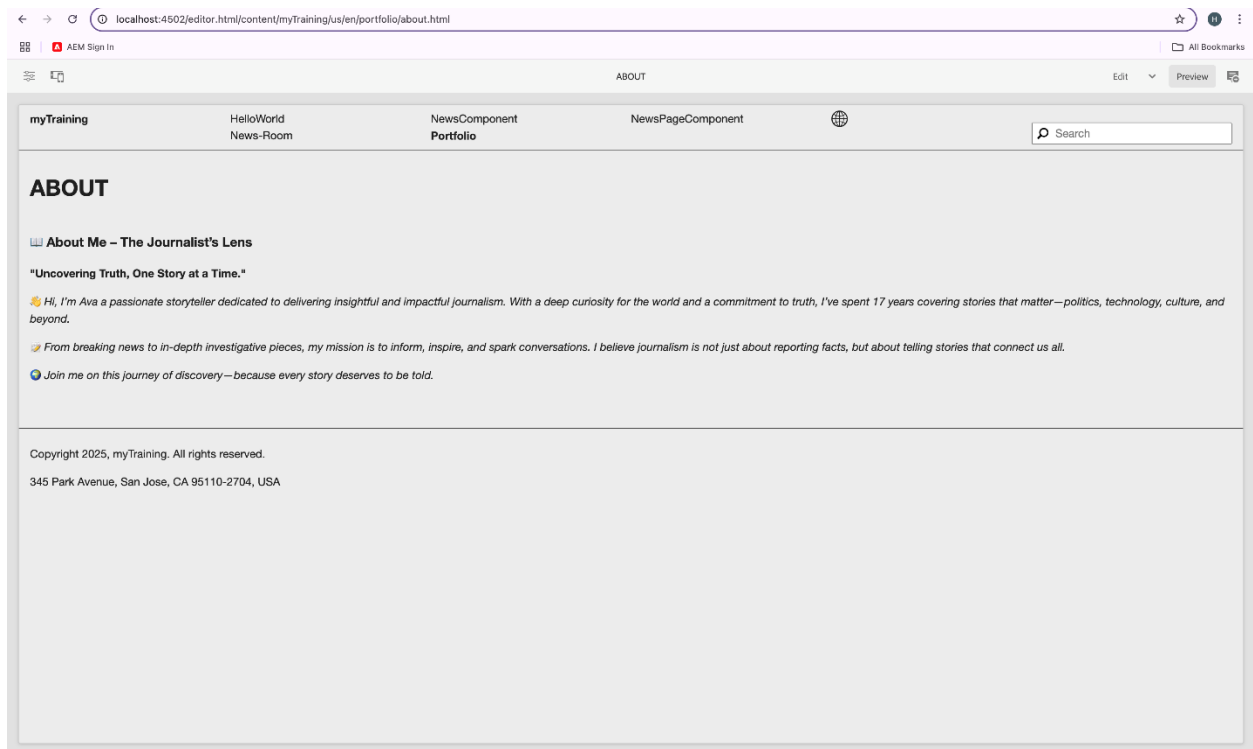 localhost:4502/editor.html/content/myTraining/us/en/portfolio/about.html
H
AEM Sign In
All Bookmarks
ABOUT
Edit
Preview
myTraining
HelloWorld
NewsComponent
NewsPageComponent
News-Room
Portfolio
Search
ABOUT
📖 About Me – The Journalist’s Lens
"Uncovering Truth, One Story at a Time."
👋 Hi, I’m Ava a passionate storyteller dedicated to delivering insightful and impactful journalism. With a deep curiosity for the world and a commitment to truth, I’ve spent 17 years covering stories that matter—politics, technology, culture, and
beyond.
📝 From breaking news to in-depth investigative pieces, my mission is to inform, inspire, and spark conversations. I believe journalism is not just about reporting facts, but about telling stories that connect us all.
🌍 Join me on this journey of discovery—because every story deserves to be told.
Copyright 2025, myTraining. All rights reserved.
345 Park Avenue, San Jose, CA 95110-2704, USA